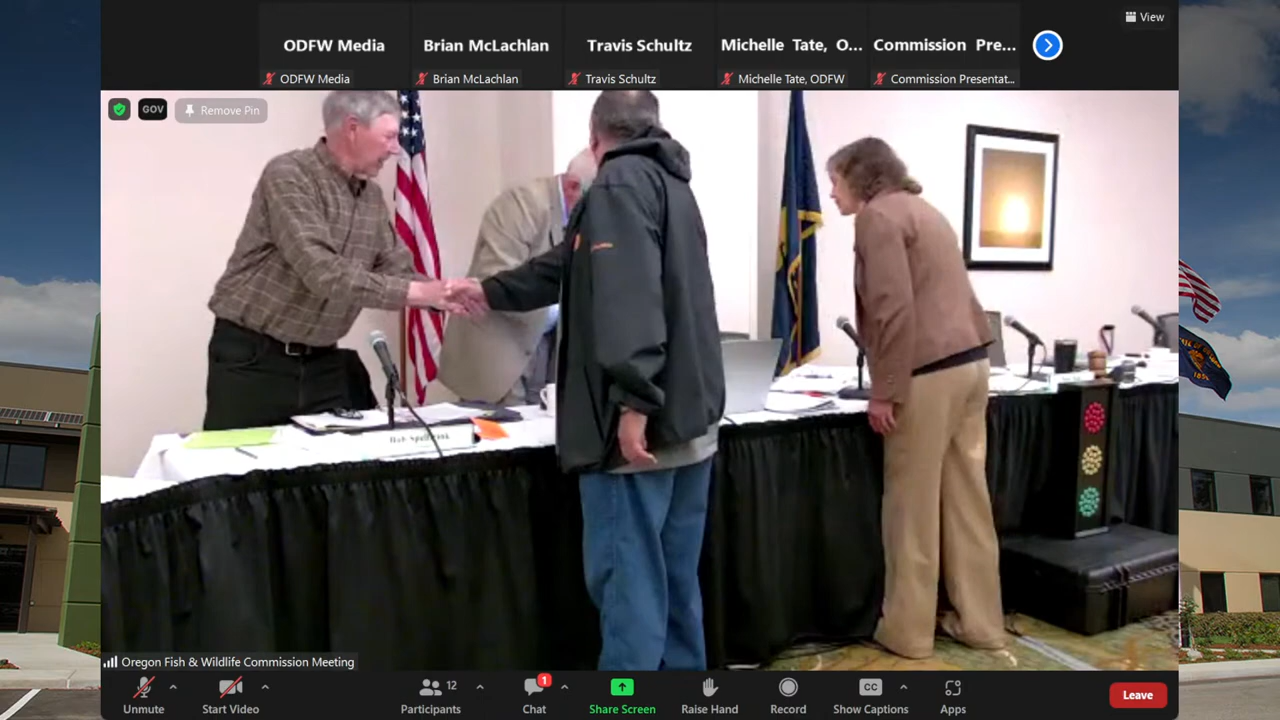 View
ODFW Media
Brian McLachlan
Travis Schultz
Michelle Tate, O...
Commission Pre...
ODFW Media
Brian McLachlan
Travis Schultz
Michelle Tate, ODFW
Commission Presentat...
GOV
Remove Pin
Oregon Fish & Wildlife Commission Meeting
Unmute
Start Video
12
Participants
1
Chat
Share Screen
Raise Hand
Record
CC
Show Captions
Apps
Leave